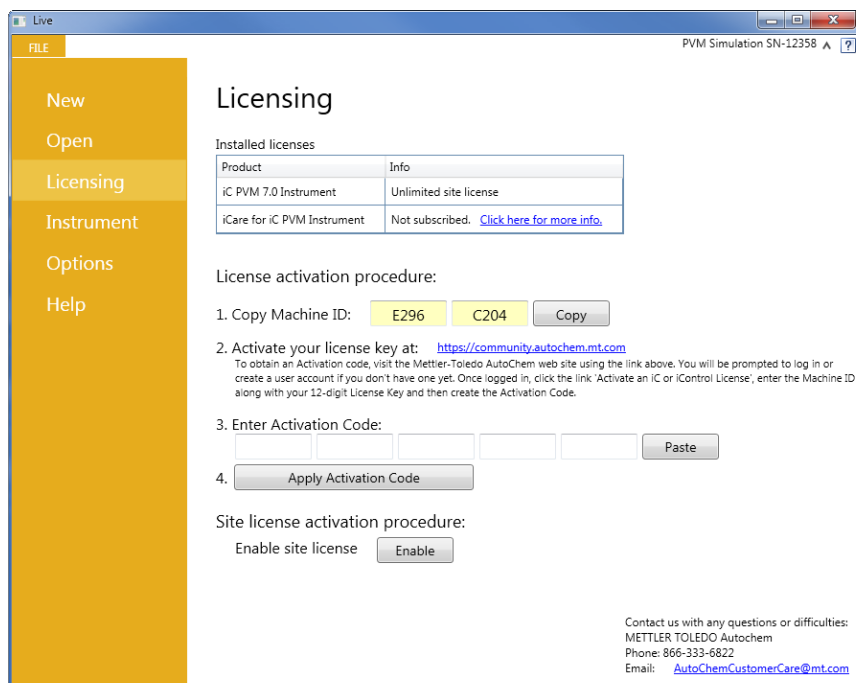 Live
FILE
PVM Simulation SN-12358
?
New
Open
Licensing
Instrument
Options
Help
Licensing
Installed licenses
Product Info
iC PVM 7.0 Instrument Unlimited site license
iCare for iC PVM Instrument Not subscribed. Click here for more info.
License activation procedure:
1. Copy Machine ID: E296 C204 Copy
2. Activate your license key at: https://community.autochem.mt.com
To obtain an Activation code, visit the Mettler-Toledo AutoChem web site using the link above. You will be prompted to log in or
create a user account if you don't have one yet. Once logged in, click the link 'Activate an iC or iControl License', enter the Machine ID
along with your 12-digit License Key and then create the Activation Code.
3. Enter Activation Code:
Paste
4. Apply Activation Code
Site license activation procedure:
Enable site license Enable
Contact us with any questions or difficulties:
METTLER TOLEDO Autochem
Phone: 866-333-6822
Email: AutoChemCustomerCare@mt.com